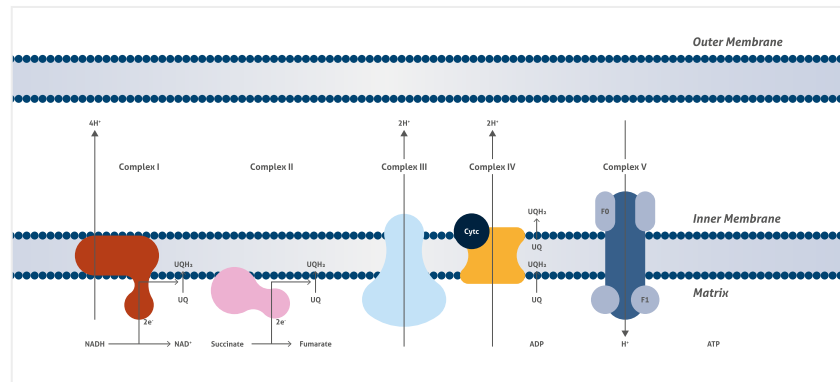 Outer Membrane
4H⁺
2H⁺
2H⁺
Complex I
Complex II
Complex III
Complex IV
Complex V
UQH₂
F0
Inner Membrane
Cytc
UQ
UQH₂
UQH₂
UQH₂
Matrix
UQ
UQ
UQ
F1
2e⁻
2e⁻
NADH
NAD⁺
Succinate
Fumarate
ADP
H⁺
ATP